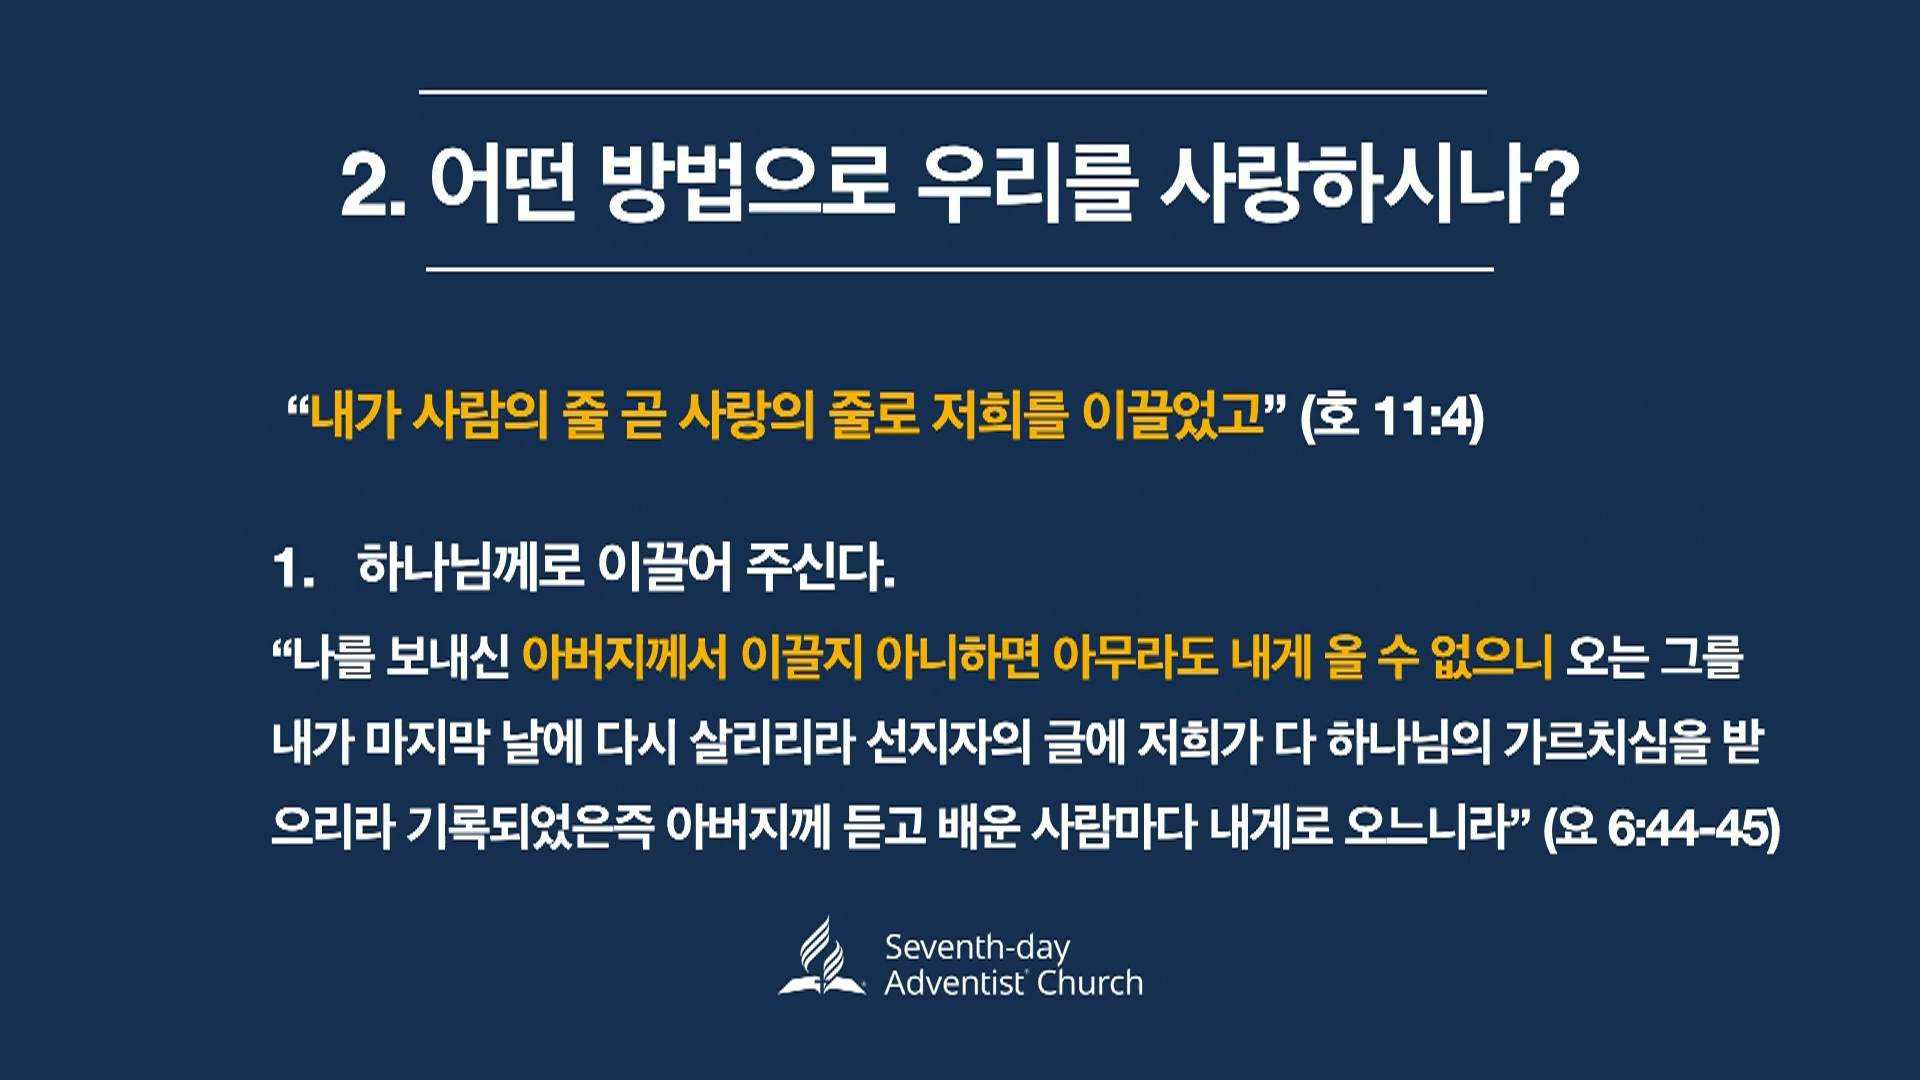 2. 어떤 방법으로 우리를 사랑하시나?
“내가 사람의 줄 곧 사랑의 줄로 저희를 이끌었고” (호 11:4)
1. 하나님께로 이끌어 주신다.
“나를 보내신 아버지께서 이끌지 아니하면 아무라도 내게 올 수 없으니 오는 그를
내가 마지막 날에 다시 살리리라 선지자의 글에 저희가 다 하나님의 가르치심을 받
으리라 기록되었은즉 아버지께 듣고 배운 사람마다 내게로 오느니라” (요 6:44-45)
Seventh-day
Adventist® Church